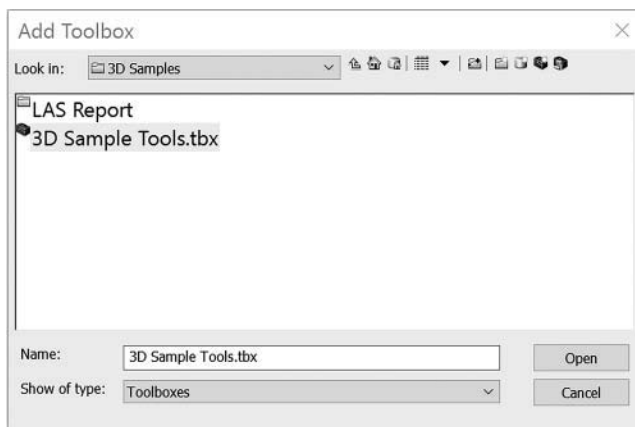 Add Toolbox
Look in: 3D Samples
LAS Report
3D Sample Tools.tbx
Name: 3D Sample Tools.tbx Open
Show of type: Toolboxes Cancel